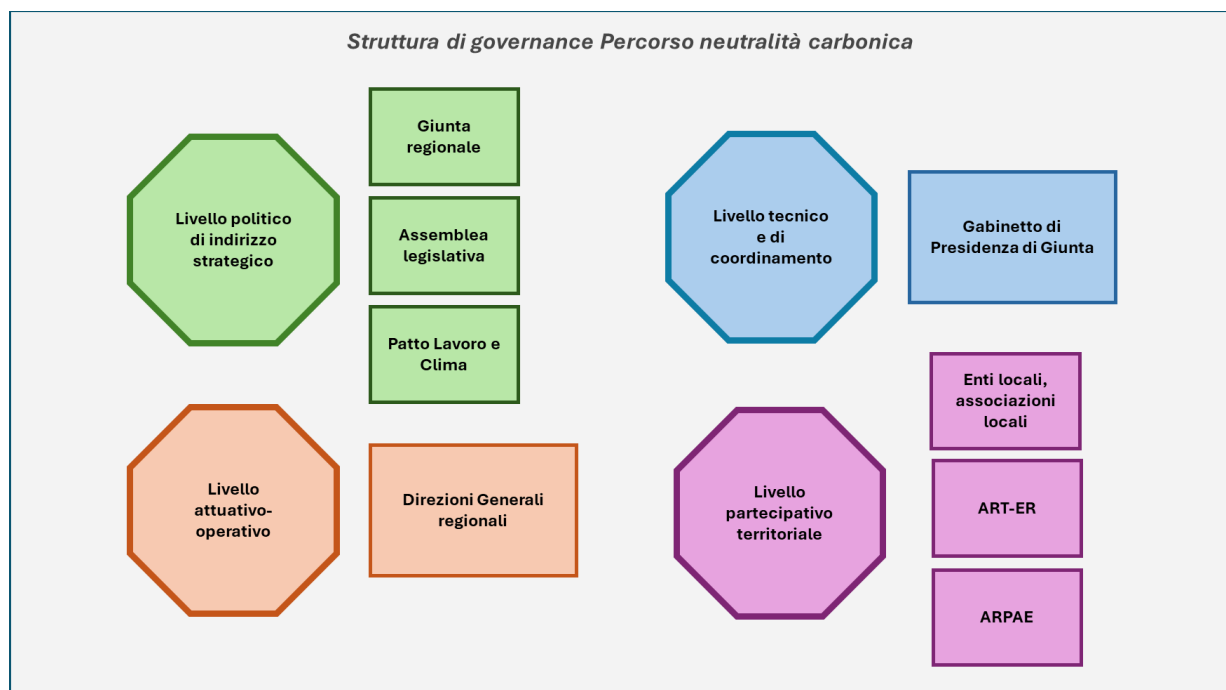 Struttura di governance Percorso neutralità carbonica
Livello politico
di indirizzo
strategico
Giunta
regionale
Assemblea
legislativa
Patto Lavoro e
Clima
Livello tecnico
e di
coordinamento
Gabinetto di
Presidenza di Giunta
Livello
attuativo-
operativo
Direzioni Generali
regionali
Livello
partecipativo
territoriale
Enti locali,
associazioni
locali
ART-ER
ARPAE